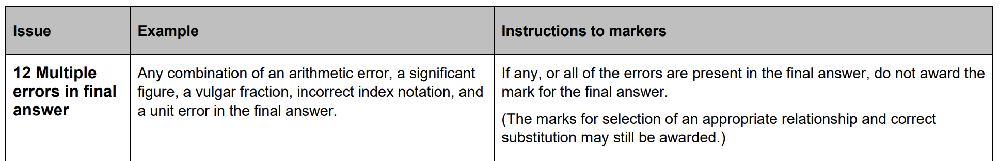 Issue
Example
Instructions to markers
12 Multiple
errors in final
answer
Any combination of an arithmetic error, a significant
figure, a vulgar fraction, incorrect index notation, and
a unit error in the final answer.
If any, or all of the errors are present in the final answer, do not award the
mark for the final answer.
(The marks for selection of an appropriate relationship and correct
substitution may still be awarded.)